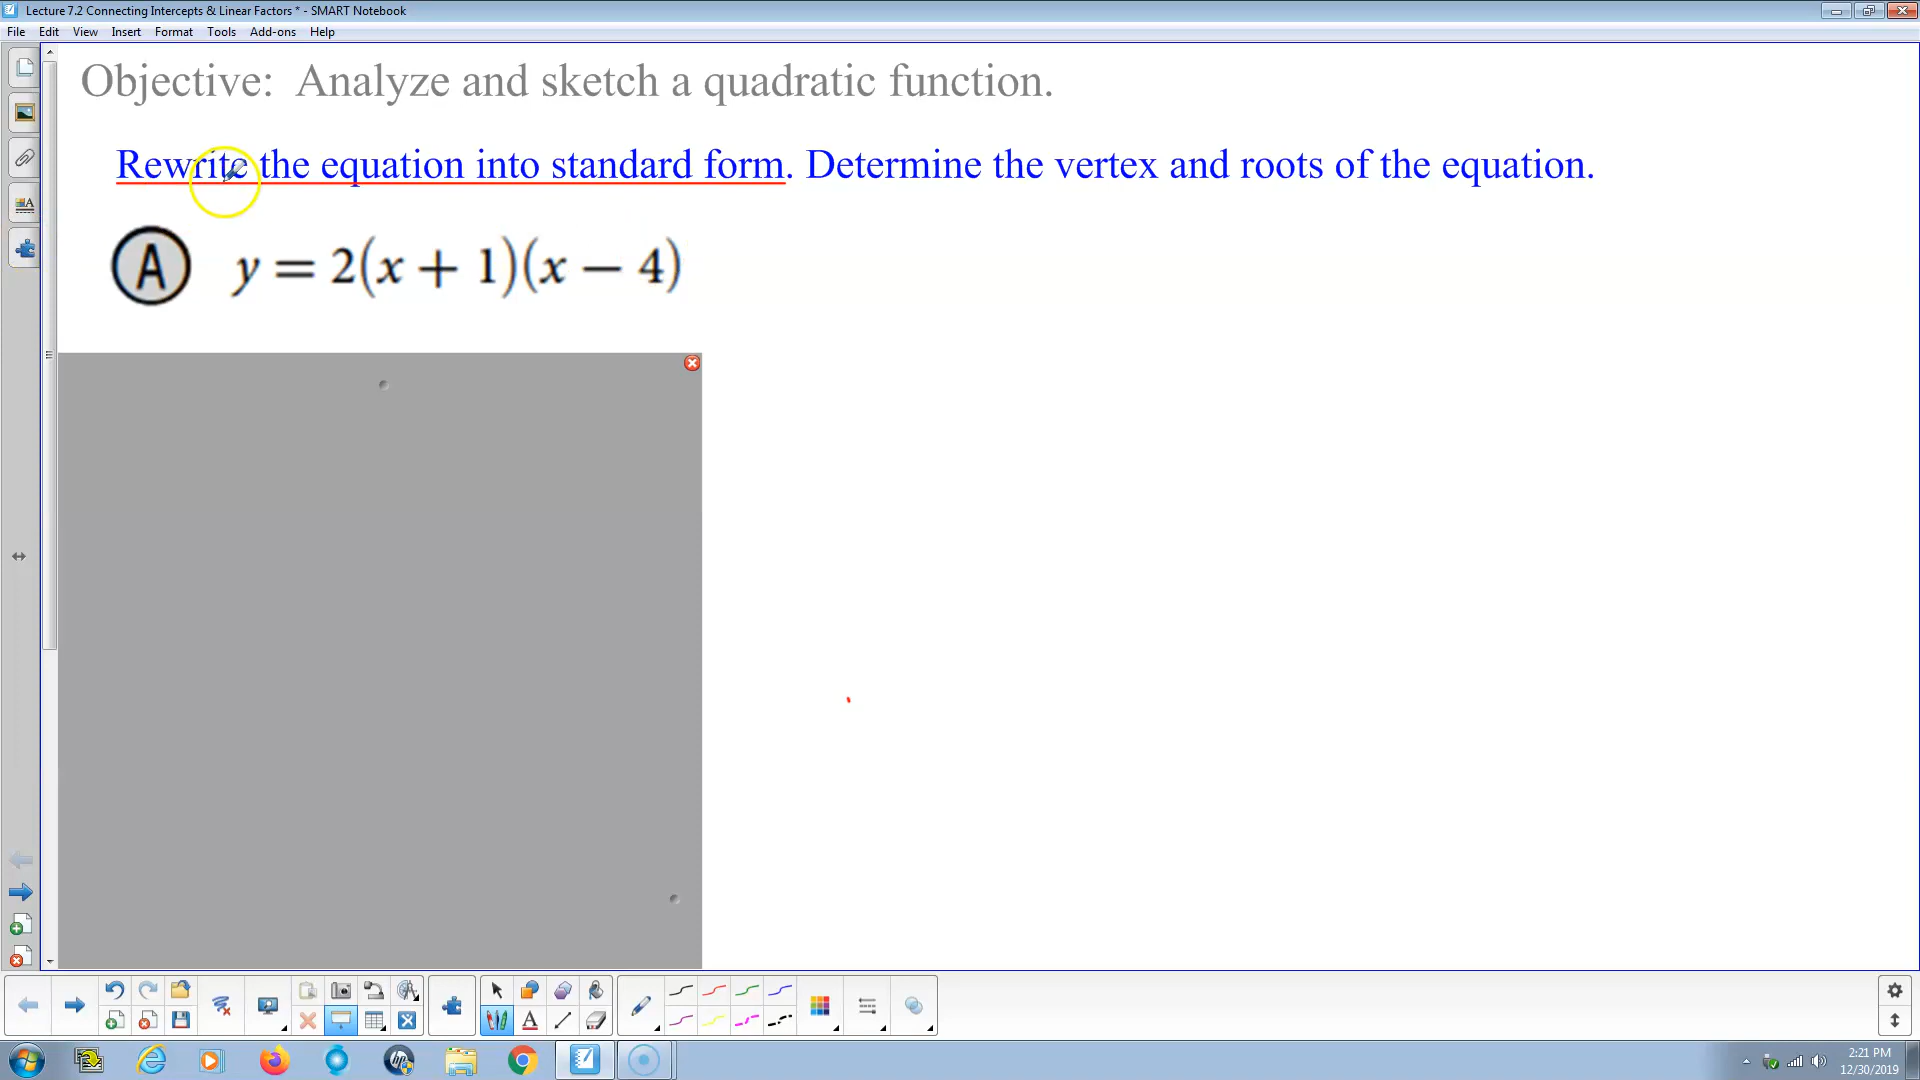 Lecture 7.2 Connecting Intercepts & Linear Factors * - SMART Notebook
File Edit View Insert Format Tools Add-ons Help
Objective: Analyze and sketch a quadratic function.
Rewrite the equation into standard form. Determine the vertex and roots of the equation.
A y = 2(x + 1)(x − 4)
2:21 PM
12/30/2019